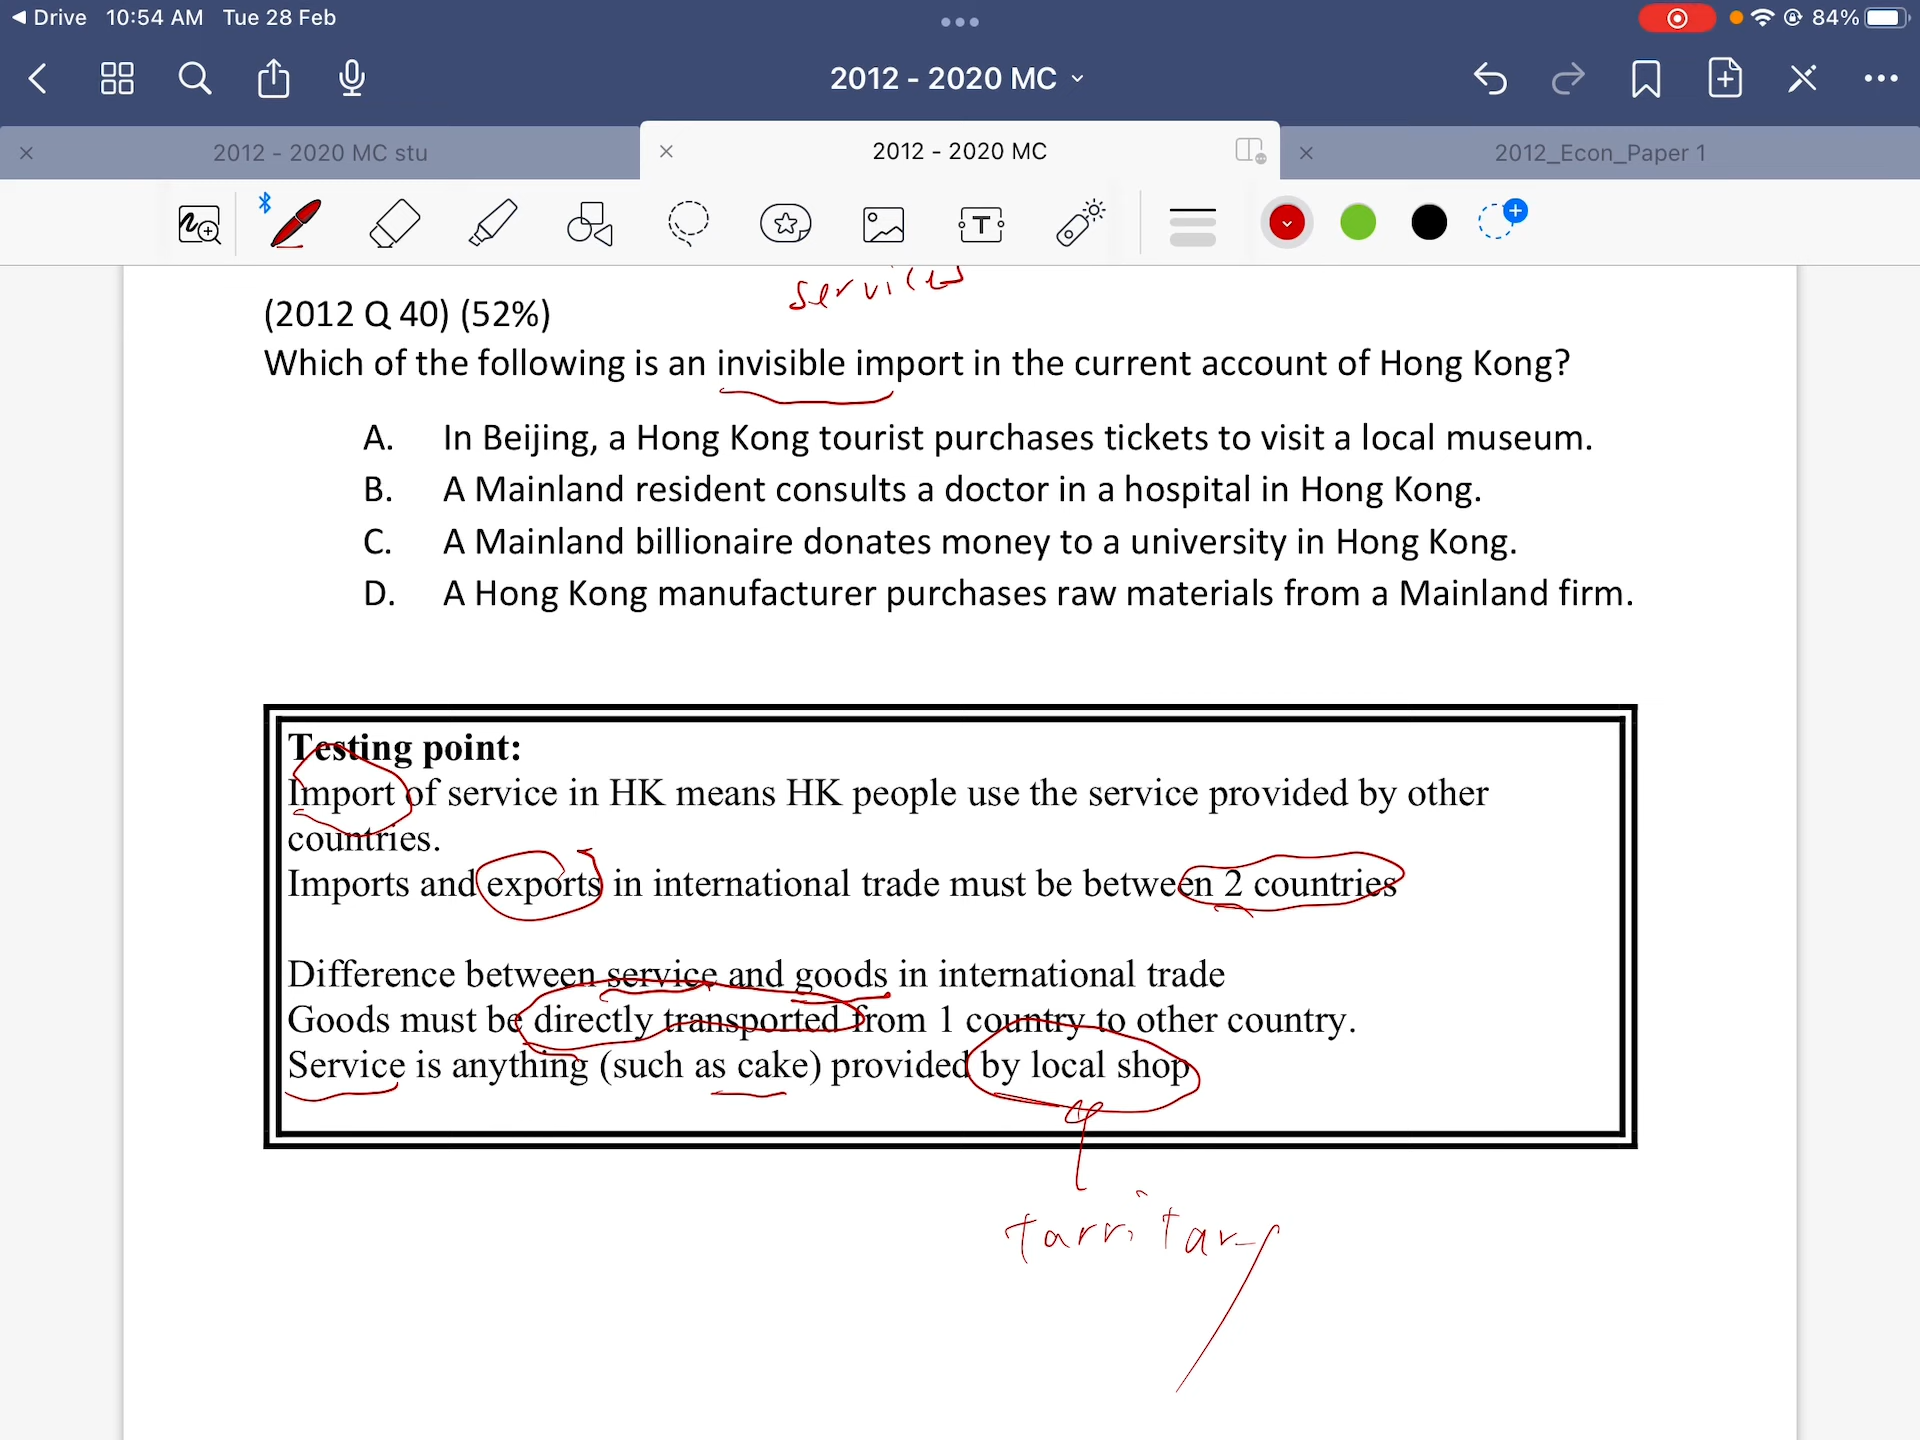 Drive 10:54 AM Tue 28 Feb
84%
2012 - 2020 MC
2012 - 2020 MC stu
2012 - 2020 MC
2012_Econ_Paper 1
T
services
(2012 Q 40) (52%)
Which of the following is an invisible import in the current account of Hong Kong?
A. In Beijing, a Hong Kong tourist purchases tickets to visit a local museum.
B. A Mainland resident consults a doctor in a hospital in Hong Kong.
C. A Mainland billionaire donates money to a university in Hong Kong.
D. A Hong Kong manufacturer purchases raw materials from a Mainland firm.
Testing point:
Import of service in HK means HK people use the service provided by other
countries.
Imports and exports in international trade must be between 2 countries
Difference between service and goods in international trade
Goods must be directly transported from 1 country to other country.
Service is anything (such as cake) provided by local shop
tarritary